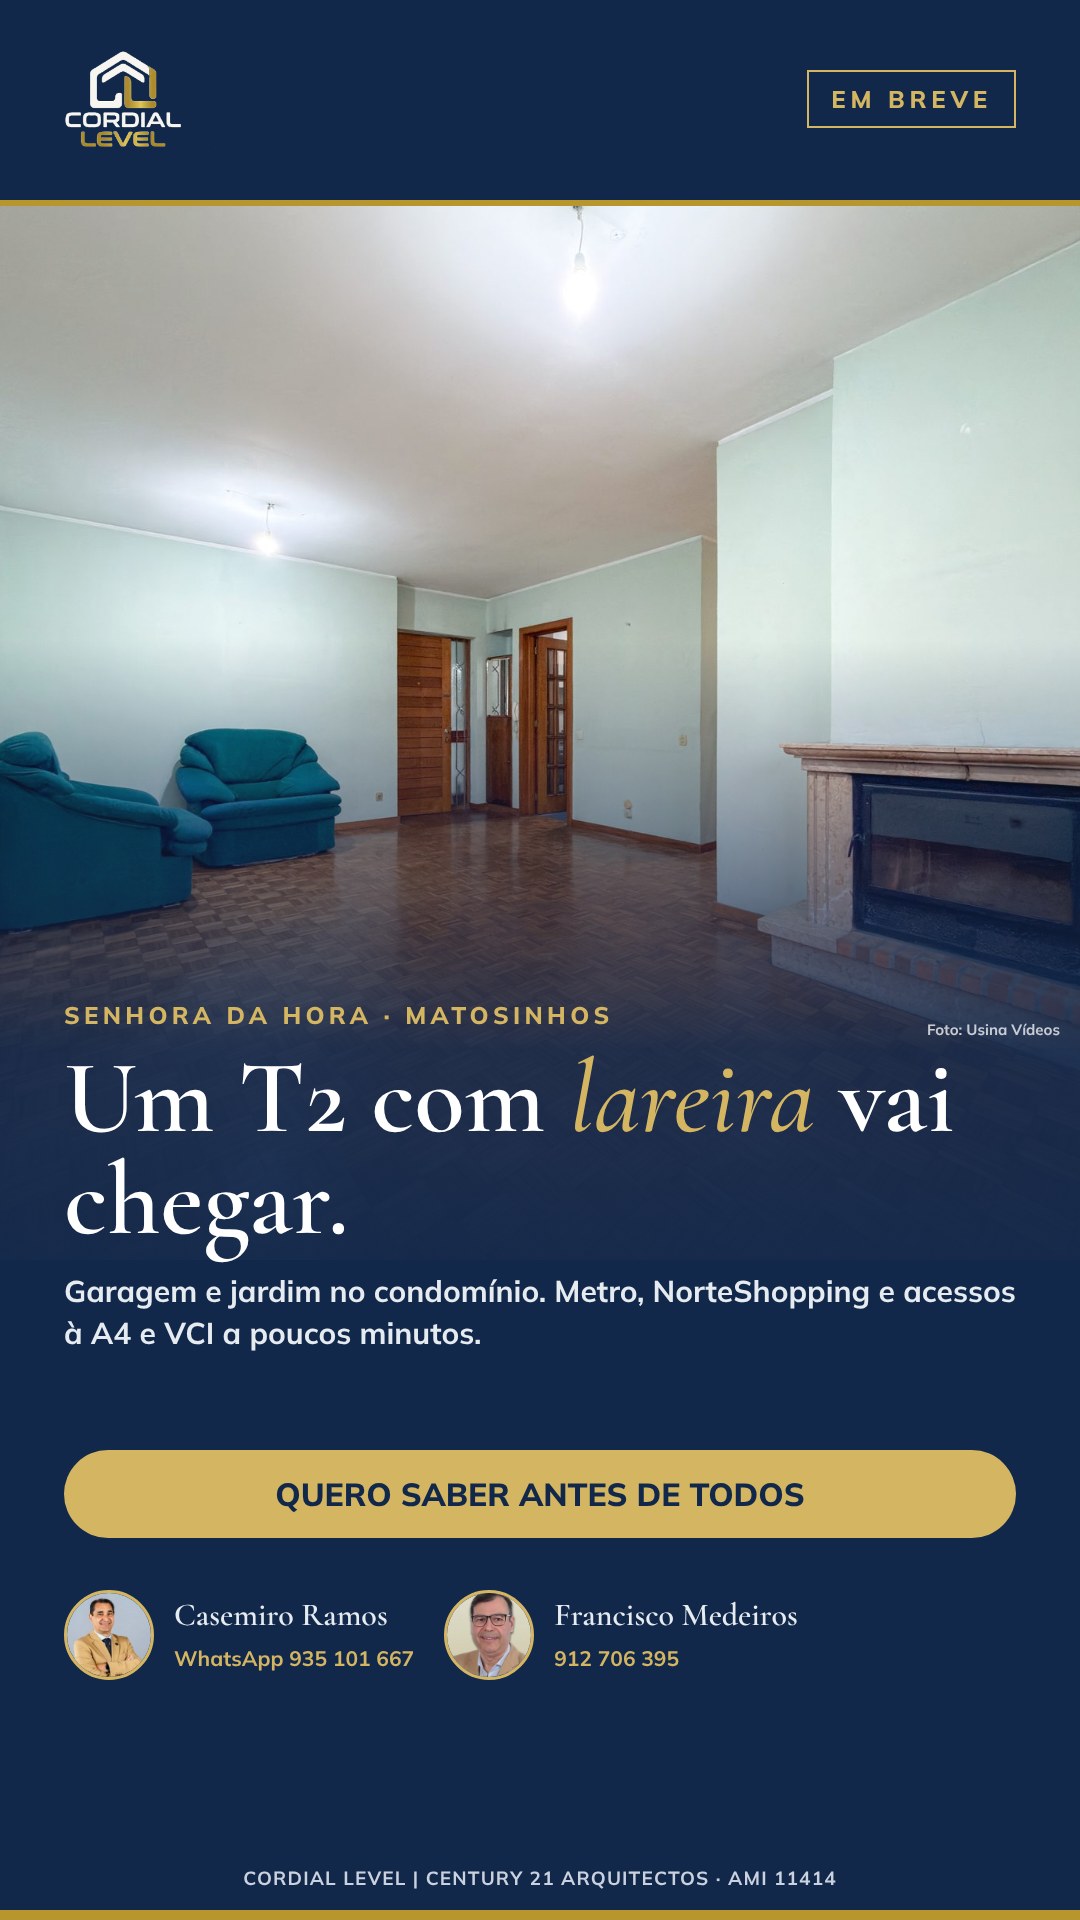 CORDIAL
LEVEL
EM BREVE
SENHORA DA HORA · MATOSINHOS
Foto: Usina Vídeos
Um T2 com lareira vai
chegar.
Garagem e jardim no condomínio. Metro, NorteShopping e acessos
à A4 e VCI a poucos minutos.
QUERO SABER ANTES DE TODOS
Casemiro Ramos
WhatsApp 935 101 667
Francisco Medeiros
912 706 395
CORDIAL LEVEL | CENTURY 21 ARQUITECTOS · AMI 11414